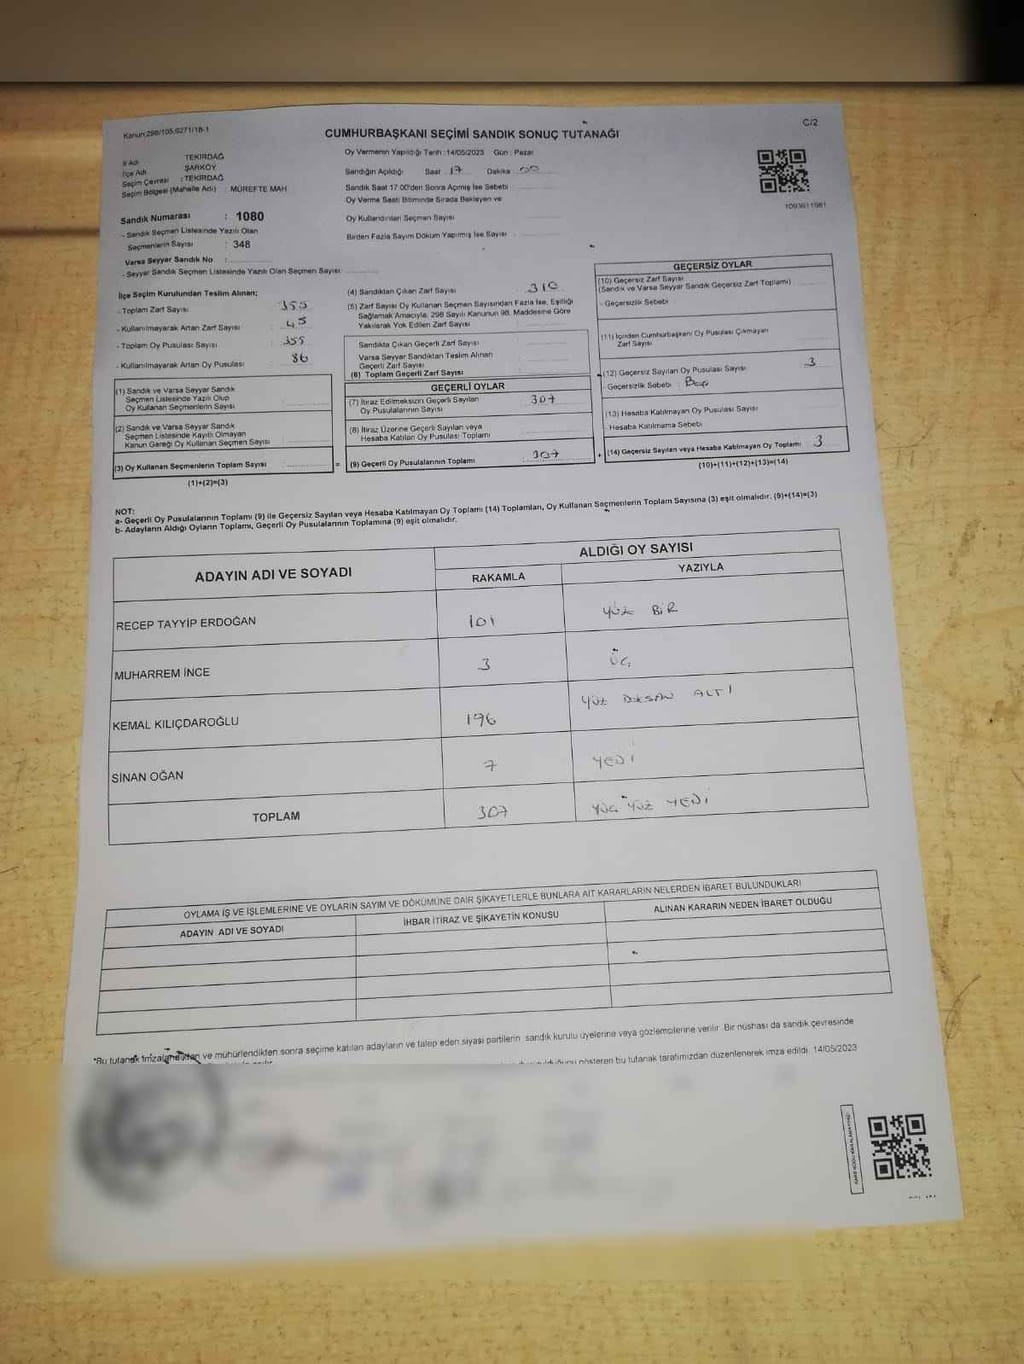 Kanun:298/105,6271/18-1
C/2
CUMHURBAŞKANI SEÇİMİ SANDIK SONUÇ TUTANAĞI
İl Adı TEKİRDAĞ
İlçe Adı ŞARKÖY
Seçim Çevresi : TEKİRDAĞ
Seçim Bölgesi (Mahalle Adı) : MÜREFTE MAH
Sandık Numarası : 1080
- Sandık Seçmen Listesinde Yazılı Olan
Seçmenlerin Sayısı : 348
Varsa Seyyar Sandık No :
- Seyyar Sandık Seçmen Listesinde Yazılı Olan Seçmen Sayısı
Oy Vermenin Yapıldığı Tarih :14/05/2023 Gün : Pazar
Sandığın Açıldığı Saat 17 Dakika 00
Sandık Saat 17.00'den Sonra Açımış İse Sebebi
Oy Verme Saati Bitiminde Sırada Bekleyen ve
Oy Kullandırılan Seçmen Sayısı
Birden Fazla Sayım Döküm Yapılmış İse Sayısı :
İlçe Seçim Kurulundan Teslim Alınan;
- Toplam Zarf Sayısı 355
- Kullanılmayarak Artan Zarf Sayısı 45
- Toplam Oy Pusulası Sayısı 355
- Kullanılmayarak Artan Oy Pusulası 86
(1) Sandık ve Varsa Seyyar Sandık
Seçmen Listesinde Yazılı Olup
Oy Kullanan Seçmenlerin Sayısı
(2) Sandık ve Varsa Seyyar Sandık
Seçmen Listesinde Kayıtlı Olmayan
Kanun Gereği Oy Kullanan Seçmen Sayısı
(3) Oy Kullanan Seçmenlerin Toplam Sayısı
(1)+(2)=(3)
(4) Sandıktan Çıkan Zarf Sayısı 310
(5) Zarf Sayısı Oy Kullanan Seçmen Sayısından Fazla İse, Eşitliği
Sağlamak Amacıyla, 298 Sayılı Kanunun 98. Maddesine Göre
Yakılarak Yok Edilen Zarf Sayısı
Sandıkta Çıkan Geçerli Zarf Sayısı
Varsa Seyyar Sandıktan Teslim Alınan
Geçerli Zarf Sayısı
(6) Toplam Geçerli Zarf Sayısı
GEÇERLİ OYLAR
(7) İtiraz Edilmeksizin Geçerli Sayılan
Oy Pusulalarının Sayısı 307
(8) İtiraz Üzerine Geçerli Sayılan veya
Hesaba Katılan Oy Pusulası Toplamı
= (9) Geçerli Oy Pusulalarının Toplamı 307
GEÇERSİZ OYLAR
(10) Geçersiz Zarf Sayısı
(Sandık ve Varsa Seyyar Sandık Geçersiz Zarf Toplamı)
- Geçersizlik Sebebi
(11) İçinden Cumhurbaşkanı Oy Pusulası Çıkmayan
Zarf Sayısı
(12) Geçersiz Sayılan Oy Pusulası Sayısı 3
- Geçersizlik Sebebi :
(13) Hesaba Katılmayan Oy Pusulası Sayısı
- Hesaba Katılmama Sebebi
+ (14) Geçersiz Sayılan veya Hesaba Katılmayan Oy Toplamı 3
(10)+(11)+(12)+(13)=(14)
NOT:
a- Geçerli Oy Pusulalarının Toplamı (9) ile Geçersiz Sayılan veya Hesaba Katılmayan Oy Toplamı (14) Toplamları, Oy Kullanan Seçmenlerin Toplam Sayısına (3) eşit olmalıdır. (9)+(14)=(3)
b- Adayların Aldığı Oyların Toplamı, Geçerli Oy Pusulalarının Toplamına (9) eşit olmalıdır.
ADAYIN ADI VE SOYADI ALDIĞI OY SAYISI
RAKAMLA YAZIYLA
RECEP TAYYİP ERDOĞAN 101 YÜZ BİR
MUHARREM İNCE 3 ÜÇ
KEMAL KILIÇDAROĞLU 196 YÜZ DOKSAN ALTI
SİNAN OĞAN 7 YEDİ
TOPLAM 307 YÜÇ YÜZ YEDİ
OYLAMA İŞ VE İŞLEMLERİNE VE OYLARIN SAYIM VE DÖKÜMÜNE DAİR ŞİKAYETLERLE BUNLARA AİT KARARLARIN NELERDEN İBARET BULUNDUKLARI
ADAYIN ADI VE SOYADI İHBAR İTİRAZ VE ŞİKAYETİN KONUSU ALINAN KARARIN NEDEN İBARET OLDUĞU
*Bu tutanak imzalandıktan ve mühürlendikten sonra seçime katılan adayların ve talep eden siyasi partilerin sandık kurulu üyelerine veya gözlemcilerine verilir. Bir nüshası da sandık çevresinde
gösteren bu tutanak tarafımızdan düzenlenerek imza edildi. 14/05/2023